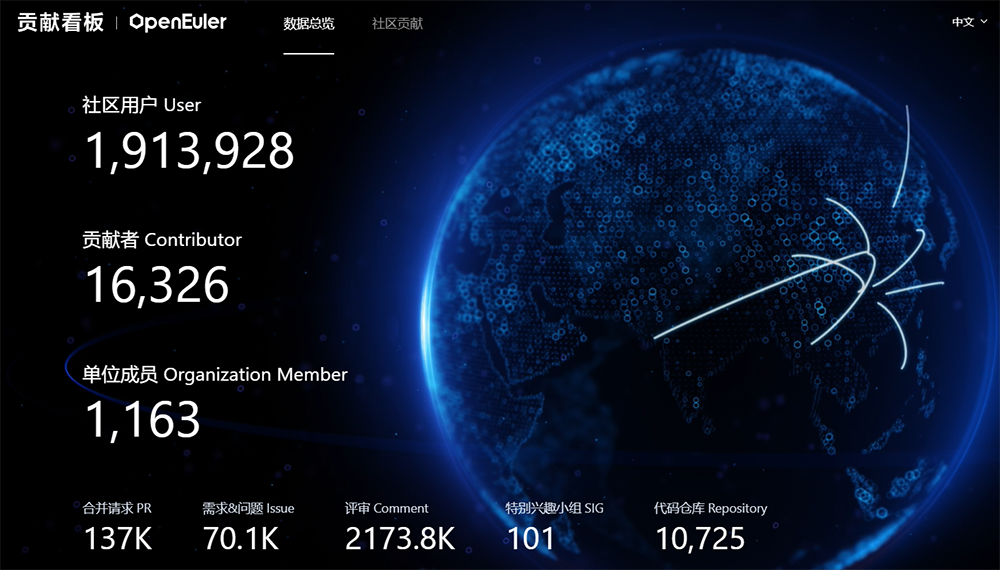 贡献看板 | OpenEuler
数据总览
社区贡献
中文
社区用户 User
1,913,928
贡献者 Contributor
16,326
单位成员 Organization Member
1,163
合并请求 PR
137K
需求&问题 Issue
70.1K
评审 Comment
2173.8K
特别兴趣小组 SIG
101
代码仓库 Repository
10,725